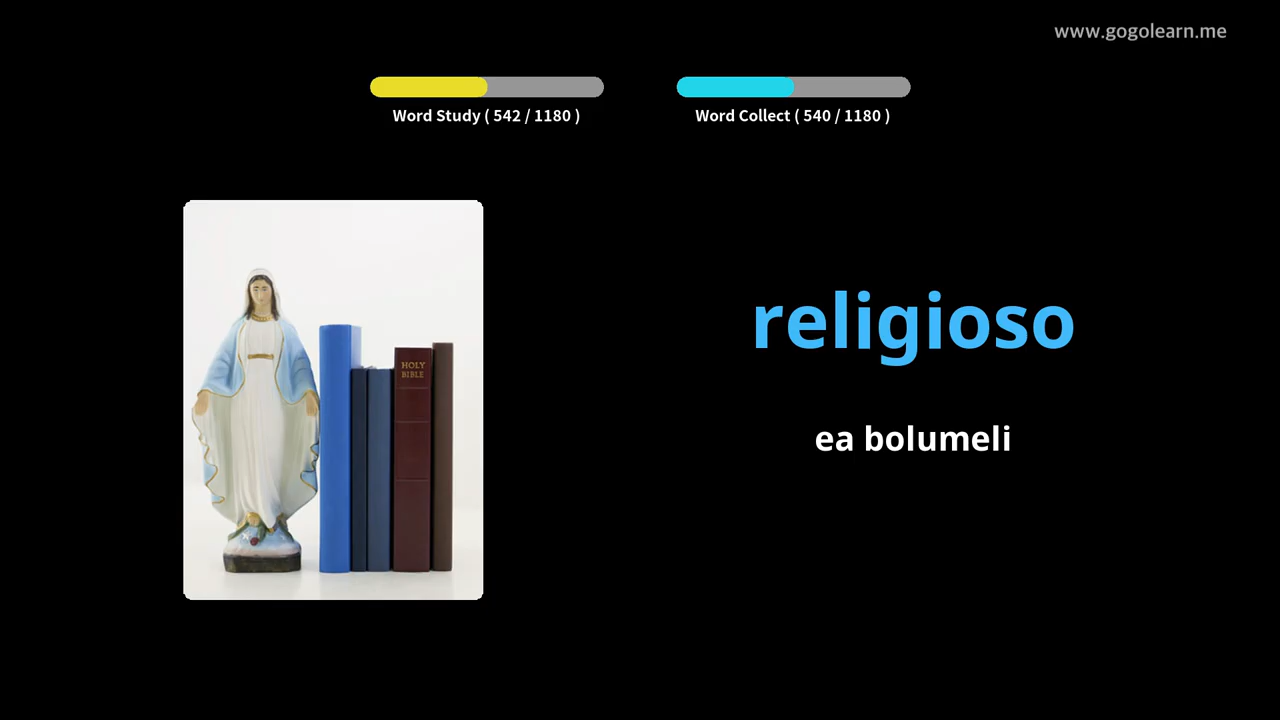 www.gogolearn.me
Word Study ( 542 / 1180 )
Word Collect ( 540 / 1180 )
HOLY
BIBLE
religioso
ea bolumeli